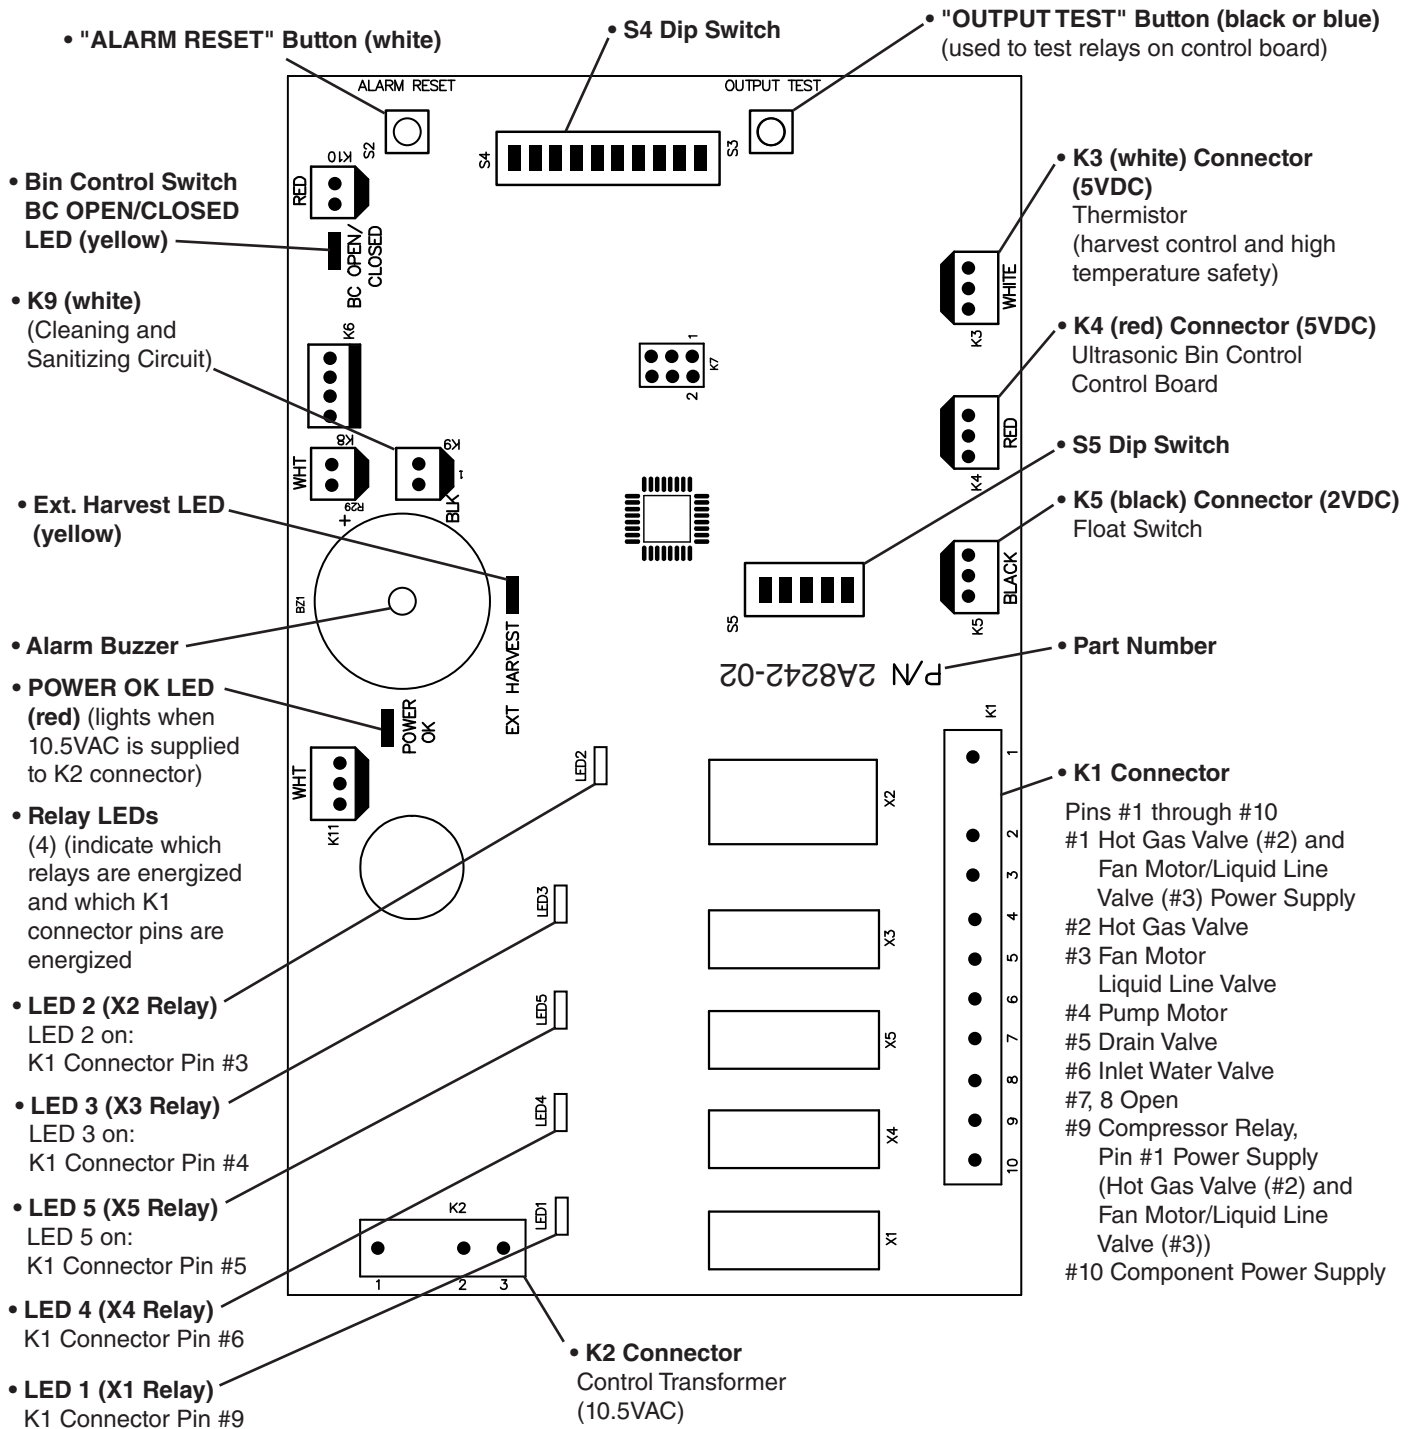 • "ALARM RESET" Button (white)
• S4 Dip Switch
• "OUTPUT TEST" Button (black or blue)
(used to test relays on control board)
ALARM RESET
OUTPUT TEST
S2
S4
S3
K10
RED
BC OPEN/
CLOSED
K6
K8
WHT
R29
+
K9
1
BLK
BZ1
EXT HARVEST
POWER
OK
WHT
K11
1
K7
2
WHITE
K3
RED
K4
BLACK
K5
S5
P/N 2A8242-02
K1
1
2
3
4
5
6
7
8
9
10
LED2
X2
LED3
X3
LED5
X5
LED4
X4
LED1
X1
K2
1
2
3
• Bin Control Switch
BC OPEN/CLOSED
LED (yellow)
• K9 (white)
(Cleaning and
Sanitizing Circuit)
• Ext. Harvest LED
(yellow)
• Alarm Buzzer
• POWER OK LED
(red) (lights when
10.5VAC is supplied
to K2 connector)
• Relay LEDs
(4) (indicate which
relays are energized
and which K1
connector pins are
energized
• LED 2 (X2 Relay)
LED 2 on:
K1 Connector Pin #3
• LED 3 (X3 Relay)
LED 3 on:
K1 Connector Pin #4
• LED 5 (X5 Relay)
LED 5 on:
K1 Connector Pin #5
• LED 4 (X4 Relay)
K1 Connector Pin #6
• LED 1 (X1 Relay)
K1 Connector Pin #9
• K2 Connector
Control Transformer
(10.5VAC)
• K3 (white) Connector
(5VDC)
Thermistor
(harvest control and high
temperature safety)
• K4 (red) Connector (5VDC)
Ultrasonic Bin Control
Control Board
• S5 Dip Switch
• K5 (black) Connector (2VDC)
Float Switch
• Part Number
• K1 Connector
Pins #1 through #10
#1 Hot Gas Valve (#2) and
Fan Motor/Liquid Line
Valve (#3) Power Supply
#2 Hot Gas Valve
#3 Fan Motor
Liquid Line Valve
#4 Pump Motor
#5 Drain Valve
#6 Inlet Water Valve
#7, 8 Open
#9 Compressor Relay,
Pin #1 Power Supply
(Hot Gas Valve (#2) and
Fan Motor/Liquid Line
Valve (#3))
#10 Component Power Supply